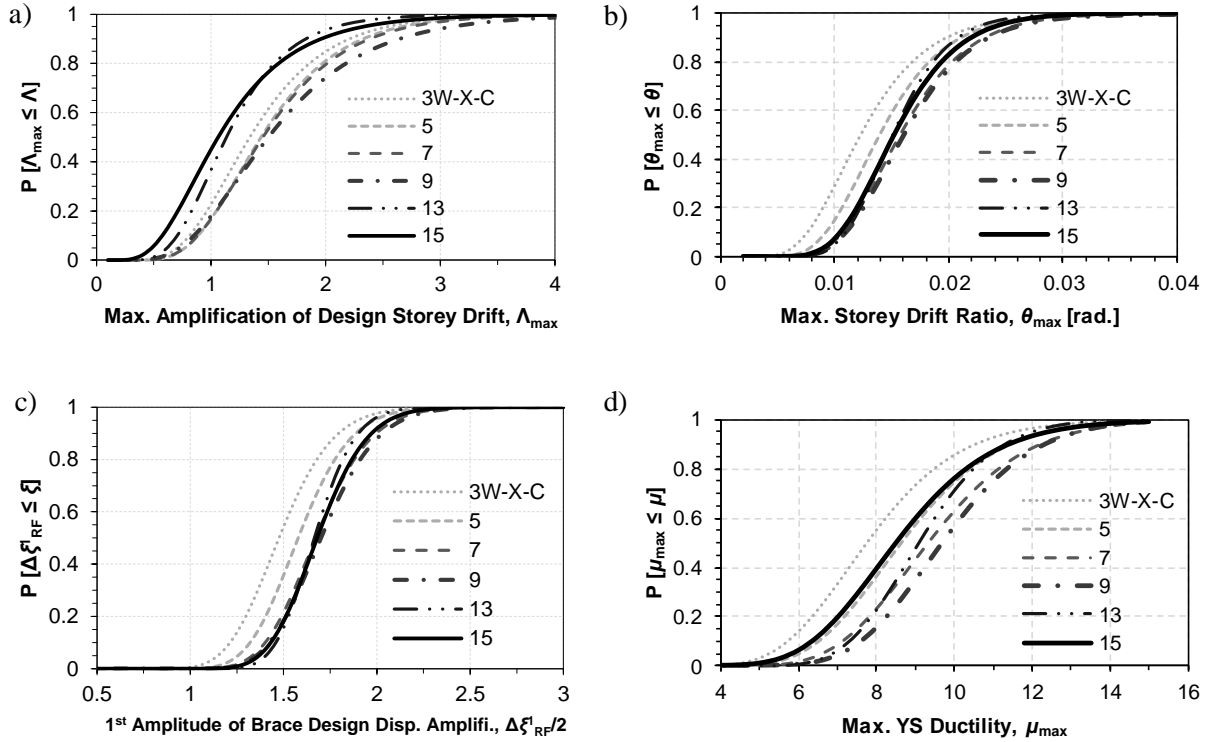 a)
P [Λmax ≤ Λ]
1
0.8
0.6
0.4
0.2
0
3W-X-C
5
7
9
13
15
0 1 2 3 4
Max. Amplification of Design Storey Drift, Λmax
b)
P [θmax ≤ θ]
1
0.8
0.6
0.4
0.2
0
3W-X-C
5
7
9
13
15
0 0.01 0.02 0.03 0.04
Max. Storey Drift Ratio, θmax [rad.]
c)
P [Δξ¹RF ≤ ξ]
1
0.8
0.6
0.4
0.2
0
3W-X-C
5
7
9
13
15
0.5 1 1.5 2 2.5 3
1st Amplitude of Brace Design Disp. Amplifi., Δξ¹RF/2
d)
P [μmax ≤ μ]
1
0.8
0.6
0.4
0.2
0
3W-X-C
5
7
9
13
15
4 6 8 10 12 14 16
Max. YS Ductility, μmax